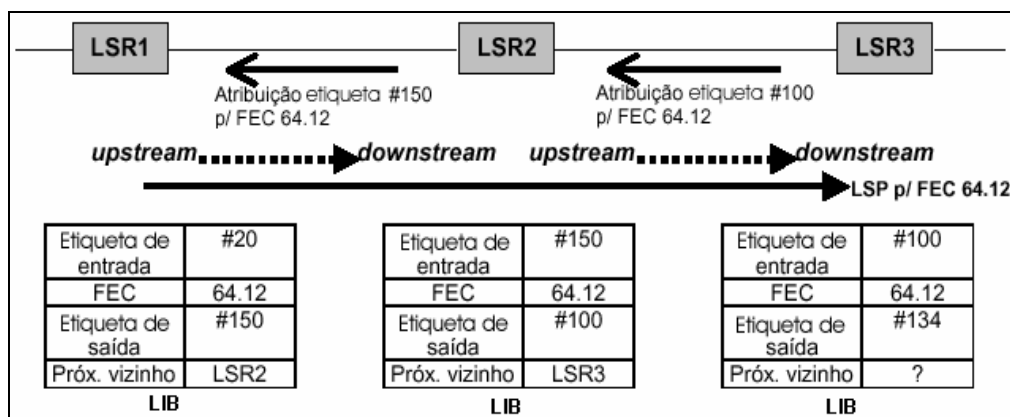 LSR1 LSR2 LSR3
Atribuição etiqueta #150
p/ FEC 64.12
Atribuição etiqueta #100
p/ FEC 64.12
upstream downstream upstream downstream
LSP p/ FEC 64.12
Etiqueta de entrada #20
FEC 64.12
Etiqueta de saída #150
Próx. vizinho LSR2
LIB
Etiqueta de entrada #150
FEC 64.12
Etiqueta de saída #100
Próx. vizinho LSR3
LIB
Etiqueta de entrada #100
FEC 64.12
Etiqueta de saída #134
Próx. vizinho ?
LIB